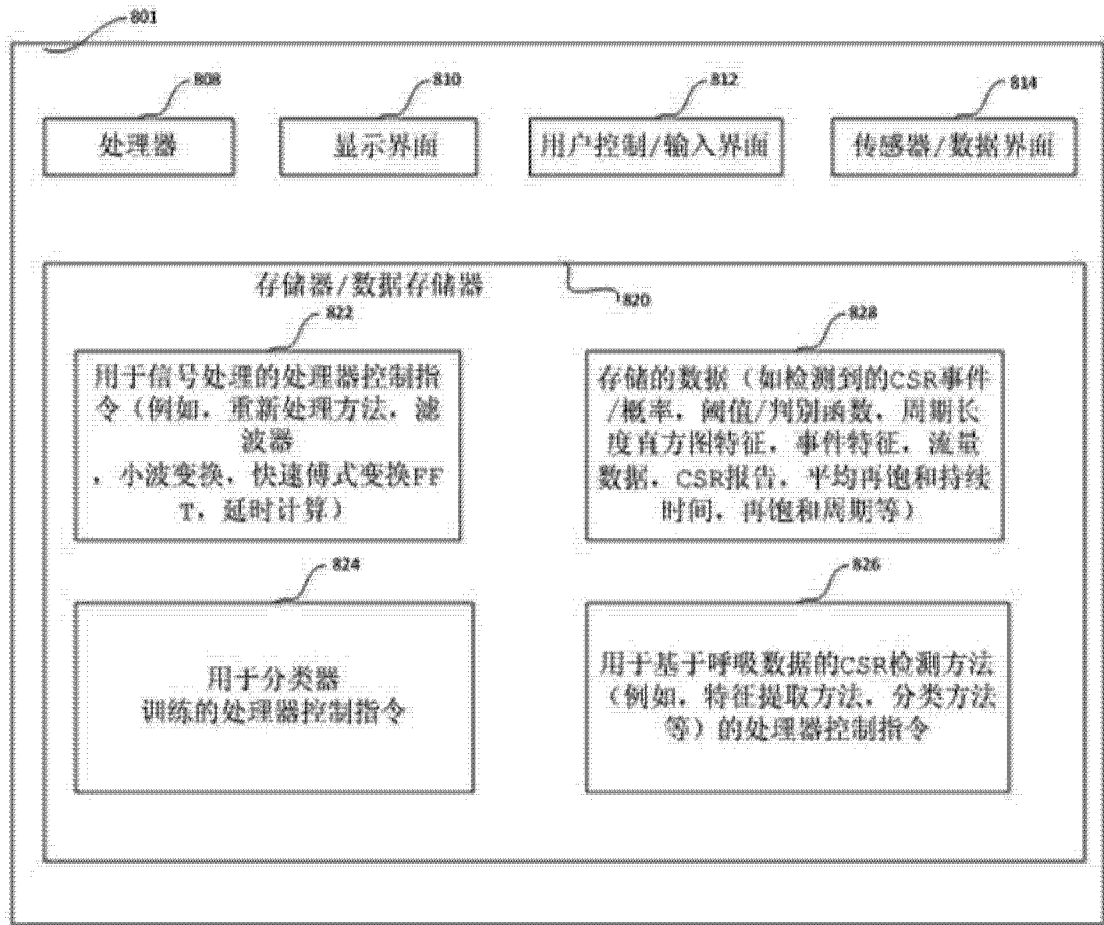 801
808
810
812
814
处理器
显示界面
用户控制/输入界面
传感器/数据界面
存储器/数据存储器
820
822
828
用于信号处理的处理器控制指
令（例如，重新处理方法，滤
波器
，小波变换，快速傅式变换FF
T，延时计算）
存储的数据（如检测到的CSR事件
/概率，阈值/判别函数，周期长
度直方图特征，事件特征，流量
数据，CSR报告，平均再饱和持续
时间，再饱和周期等）
824
826
用于分类器
训练的处理器控制指令
用于基于呼吸数据的CSR检测方法
（例如，特征提取方法，分类方法
等）的处理器控制指令